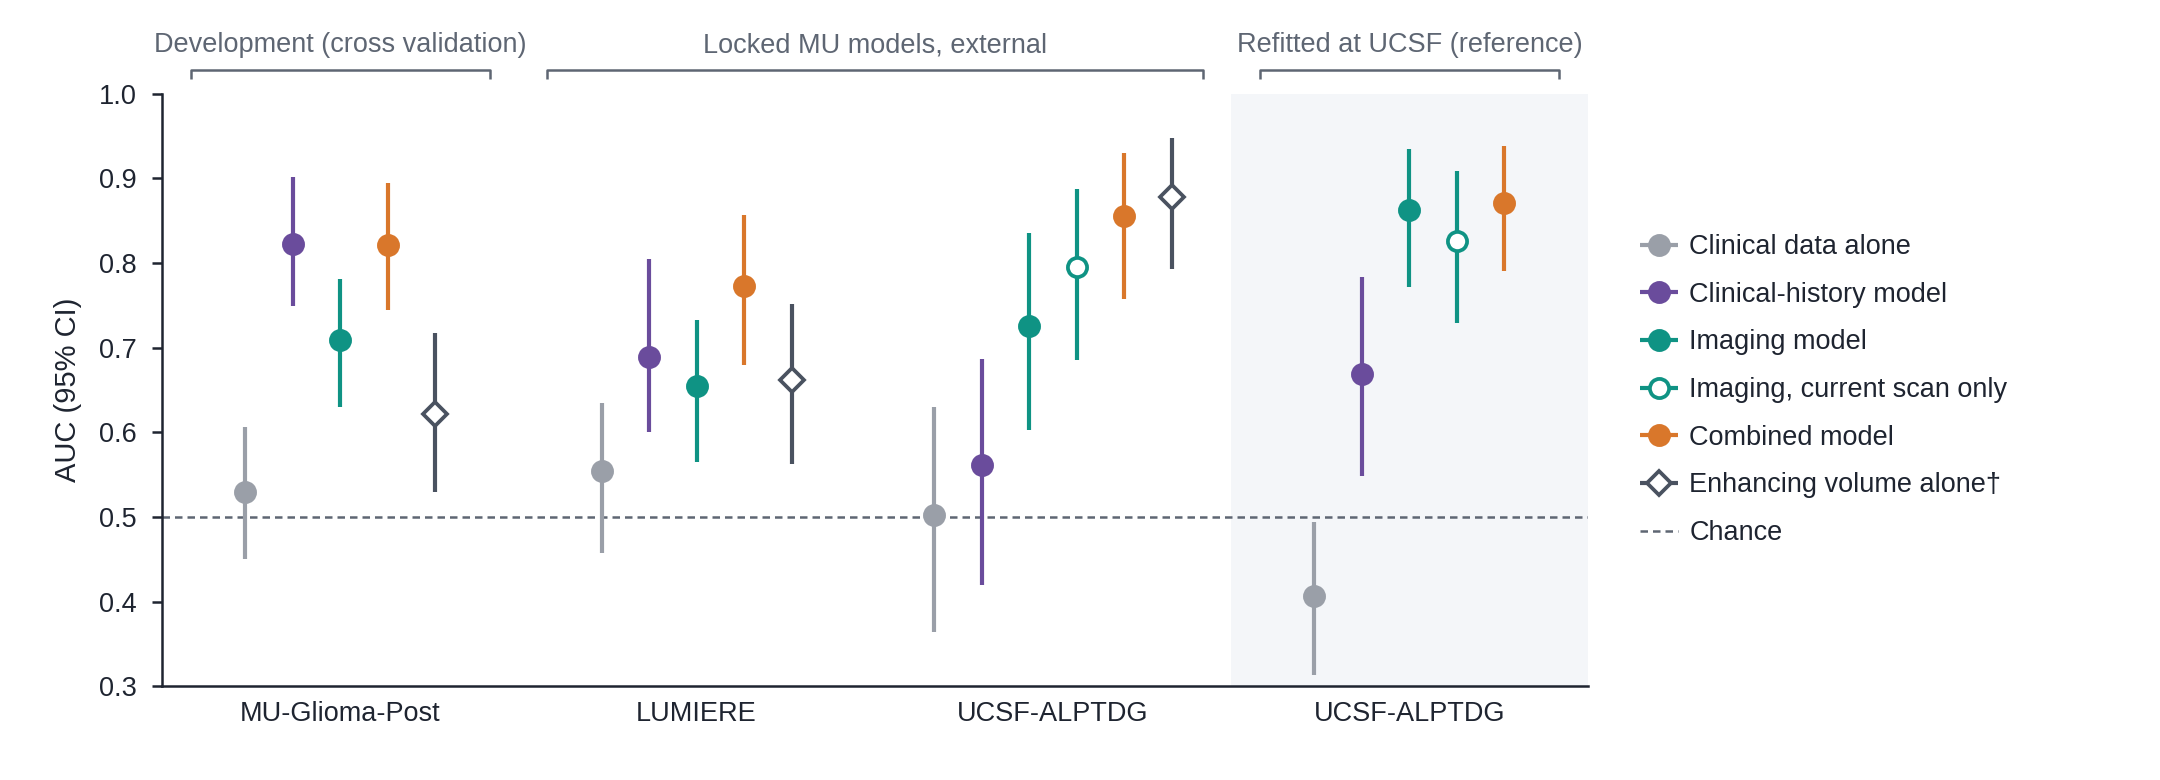 Development (cross validation)
Locked MU models, external
Refitted at UCSF (reference)
1.0
0.9
0.8
0.7
0.6
0.5
0.4
0.3
AUC (95% CI)
MU-Glioma-Post
LUMIERE
UCSF-ALPTDG
UCSF-ALPTDG
Clinical data alone
Clinical-history model
Imaging model
Imaging, current scan only
Combined model
Enhancing volume alone†
Chance